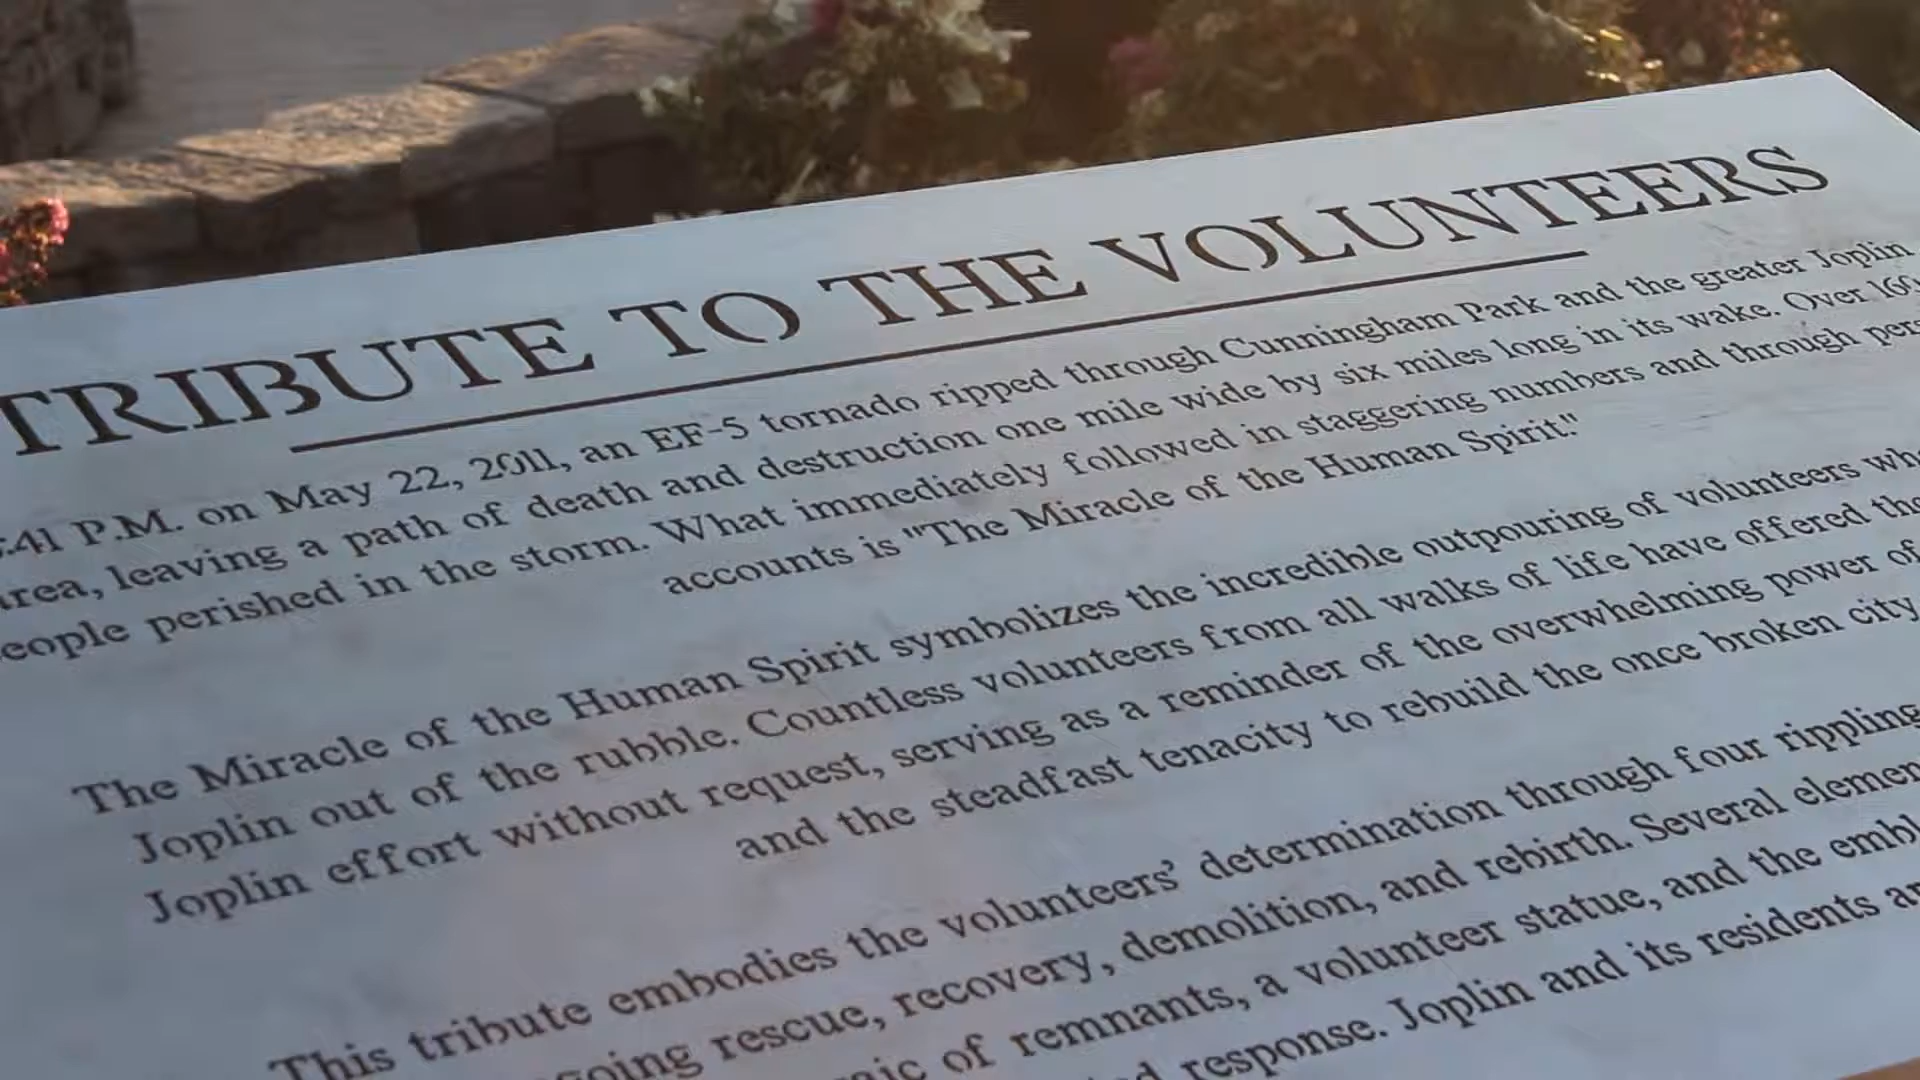 TRIBUTE TO THE VOLUNTEERS
:41 P.M. on May 22, 2011, an EF-5 tornado ripped through Cunningham Park and the greater Joplin
area, leaving a path of death and destruction one mile wide by six miles long in its wake. Over 160
people perished in the storm. What immediately followed in staggering numbers and through pers
accounts is "The Miracle of the Human Spirit."
The Miracle of the Human Spirit symbolizes the incredible outpouring of volunteers who
Joplin out of the rubble. Countless volunteers from all walks of life have offered the
Joplin effort without request, serving as a reminder of the overwhelming power of
and the steadfast tenacity to rebuild the once broken city
This tribute embodies the volunteers' determination through four rippling
going rescue, recovery, demolition, and rebirth. Several elemen
aic of remnants, a volunteer statue, and the embl
response. Joplin and its residents ar